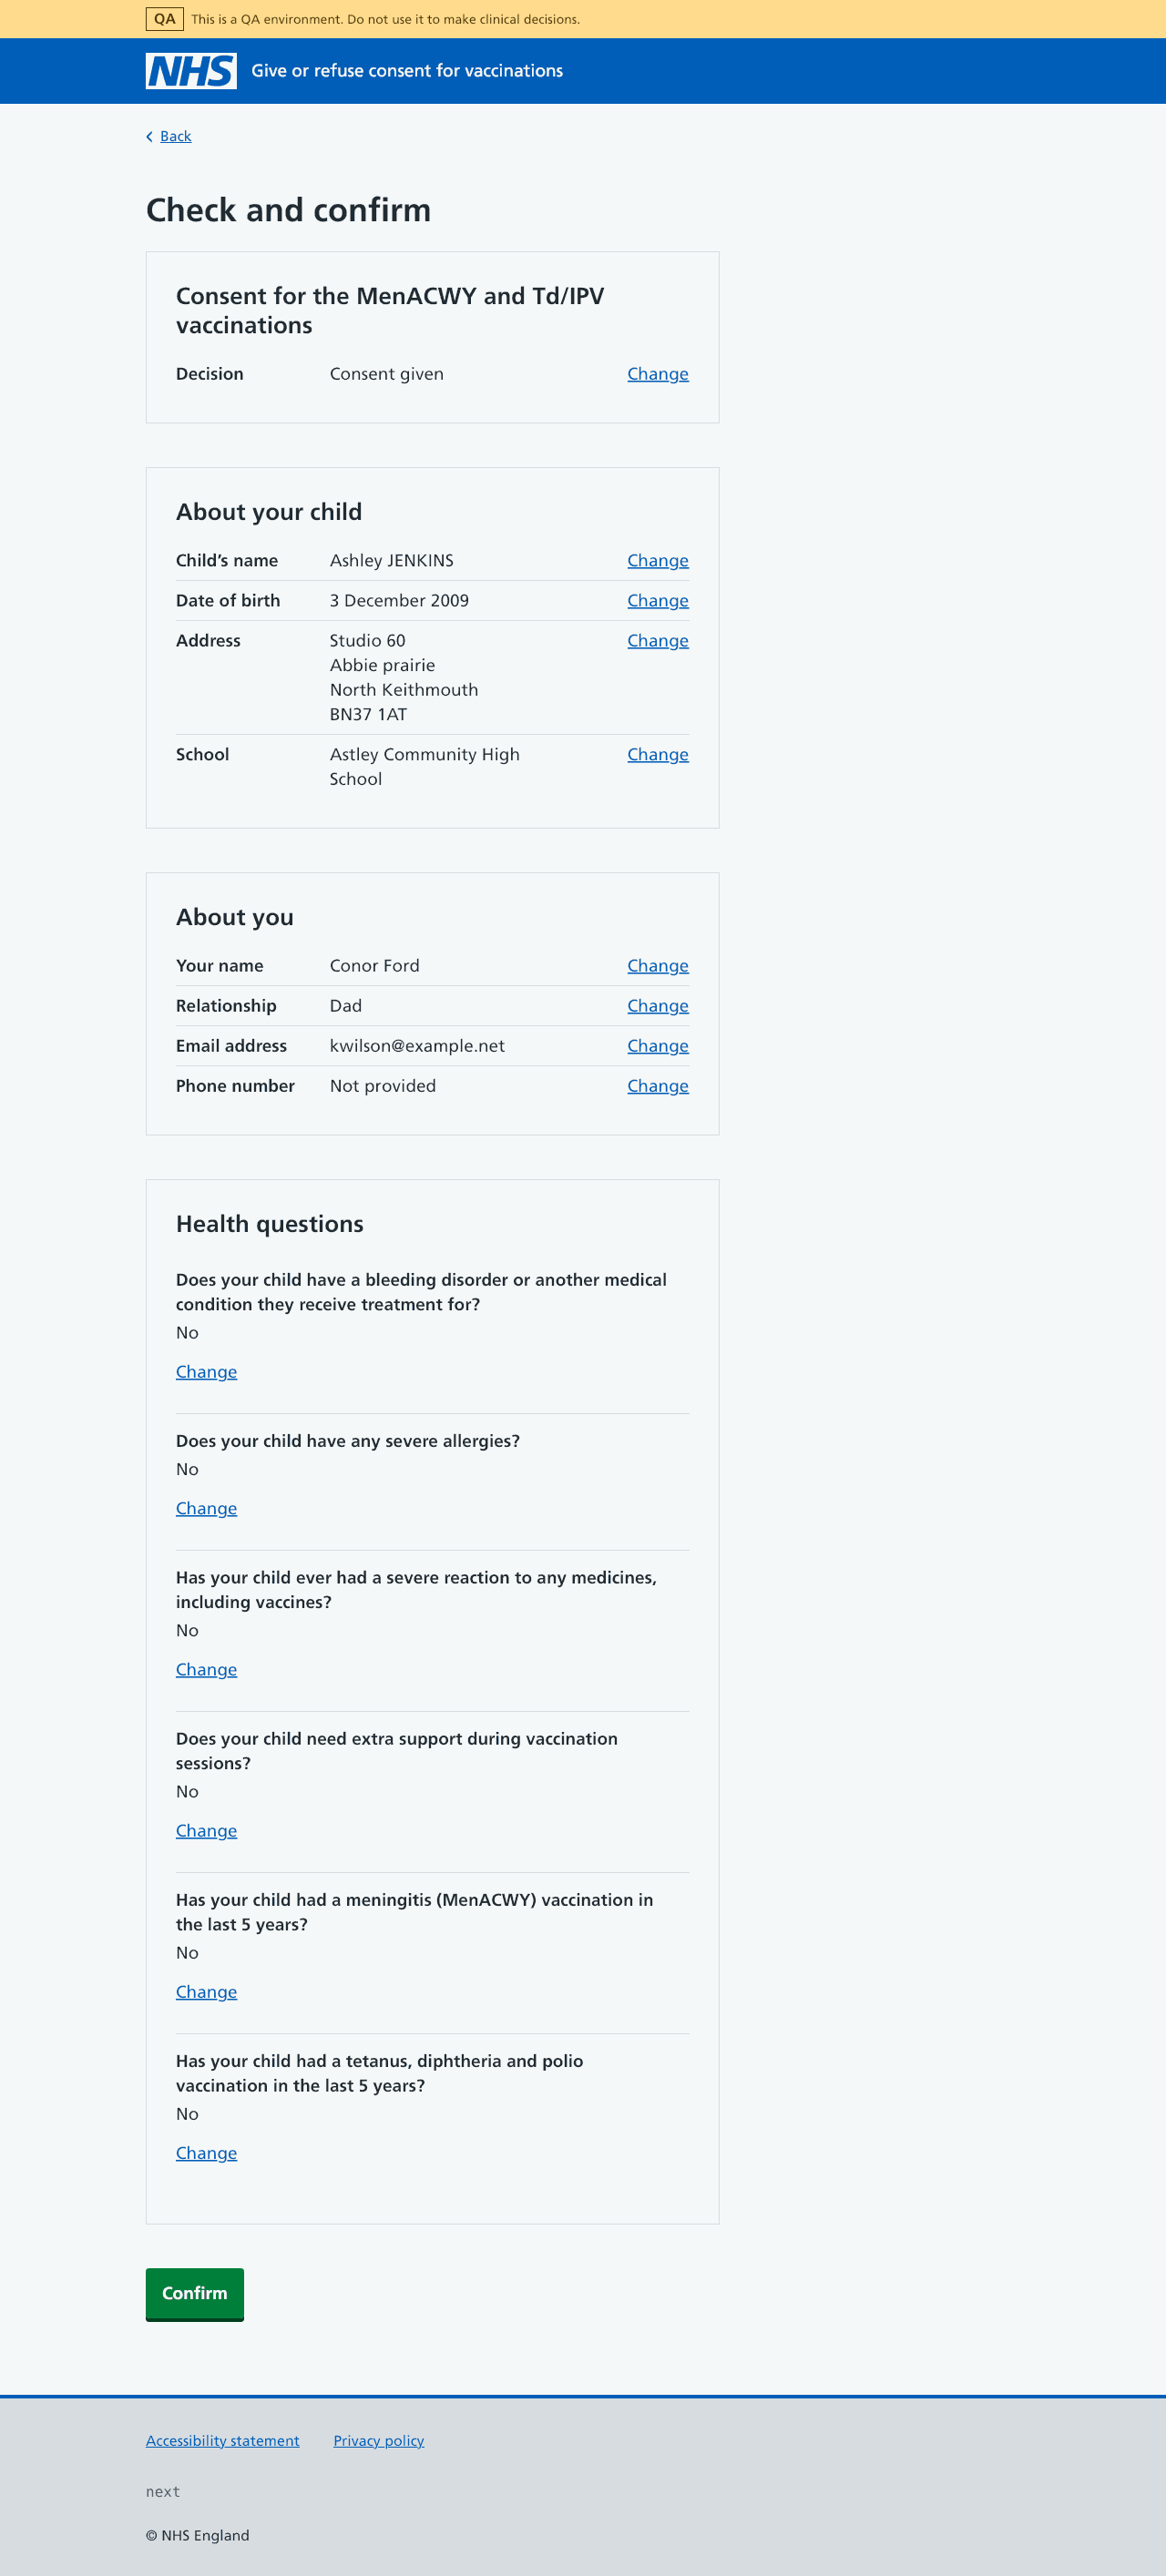 QA This is a QA environment. Do not use it to make clinical decisions.
NHS Give or refuse consent for vaccinations
Back
Check and confirm
Consent for the MenACWY and Td/IPV
vaccinations
Decision Consent given Change
About your child
Child’s name Ashley JENKINS Change
Date of birth 3 December 2009 Change
Address Studio 60 Change
Abbie prairie
North Keithmouth
BN37 1AT
School Astley Community High Change
School
About you
Your name Conor Ford Change
Relationship Dad Change
Email address kwilson@example.net Change
Phone number Not provided Change
Health questions
Does your child have a bleeding disorder or another medical
condition they receive treatment for?
No
Change
Does your child have any severe allergies?
No
Change
Has your child ever had a severe reaction to any medicines,
including vaccines?
No
Change
Does your child need extra support during vaccination
sessions?
No
Change
Has your child had a meningitis (MenACWY) vaccination in
the last 5 years?
No
Change
Has your child had a tetanus, diphtheria and polio
vaccination in the last 5 years?
No
Change
Confirm
Accessibility statement Privacy policy
next
© NHS England